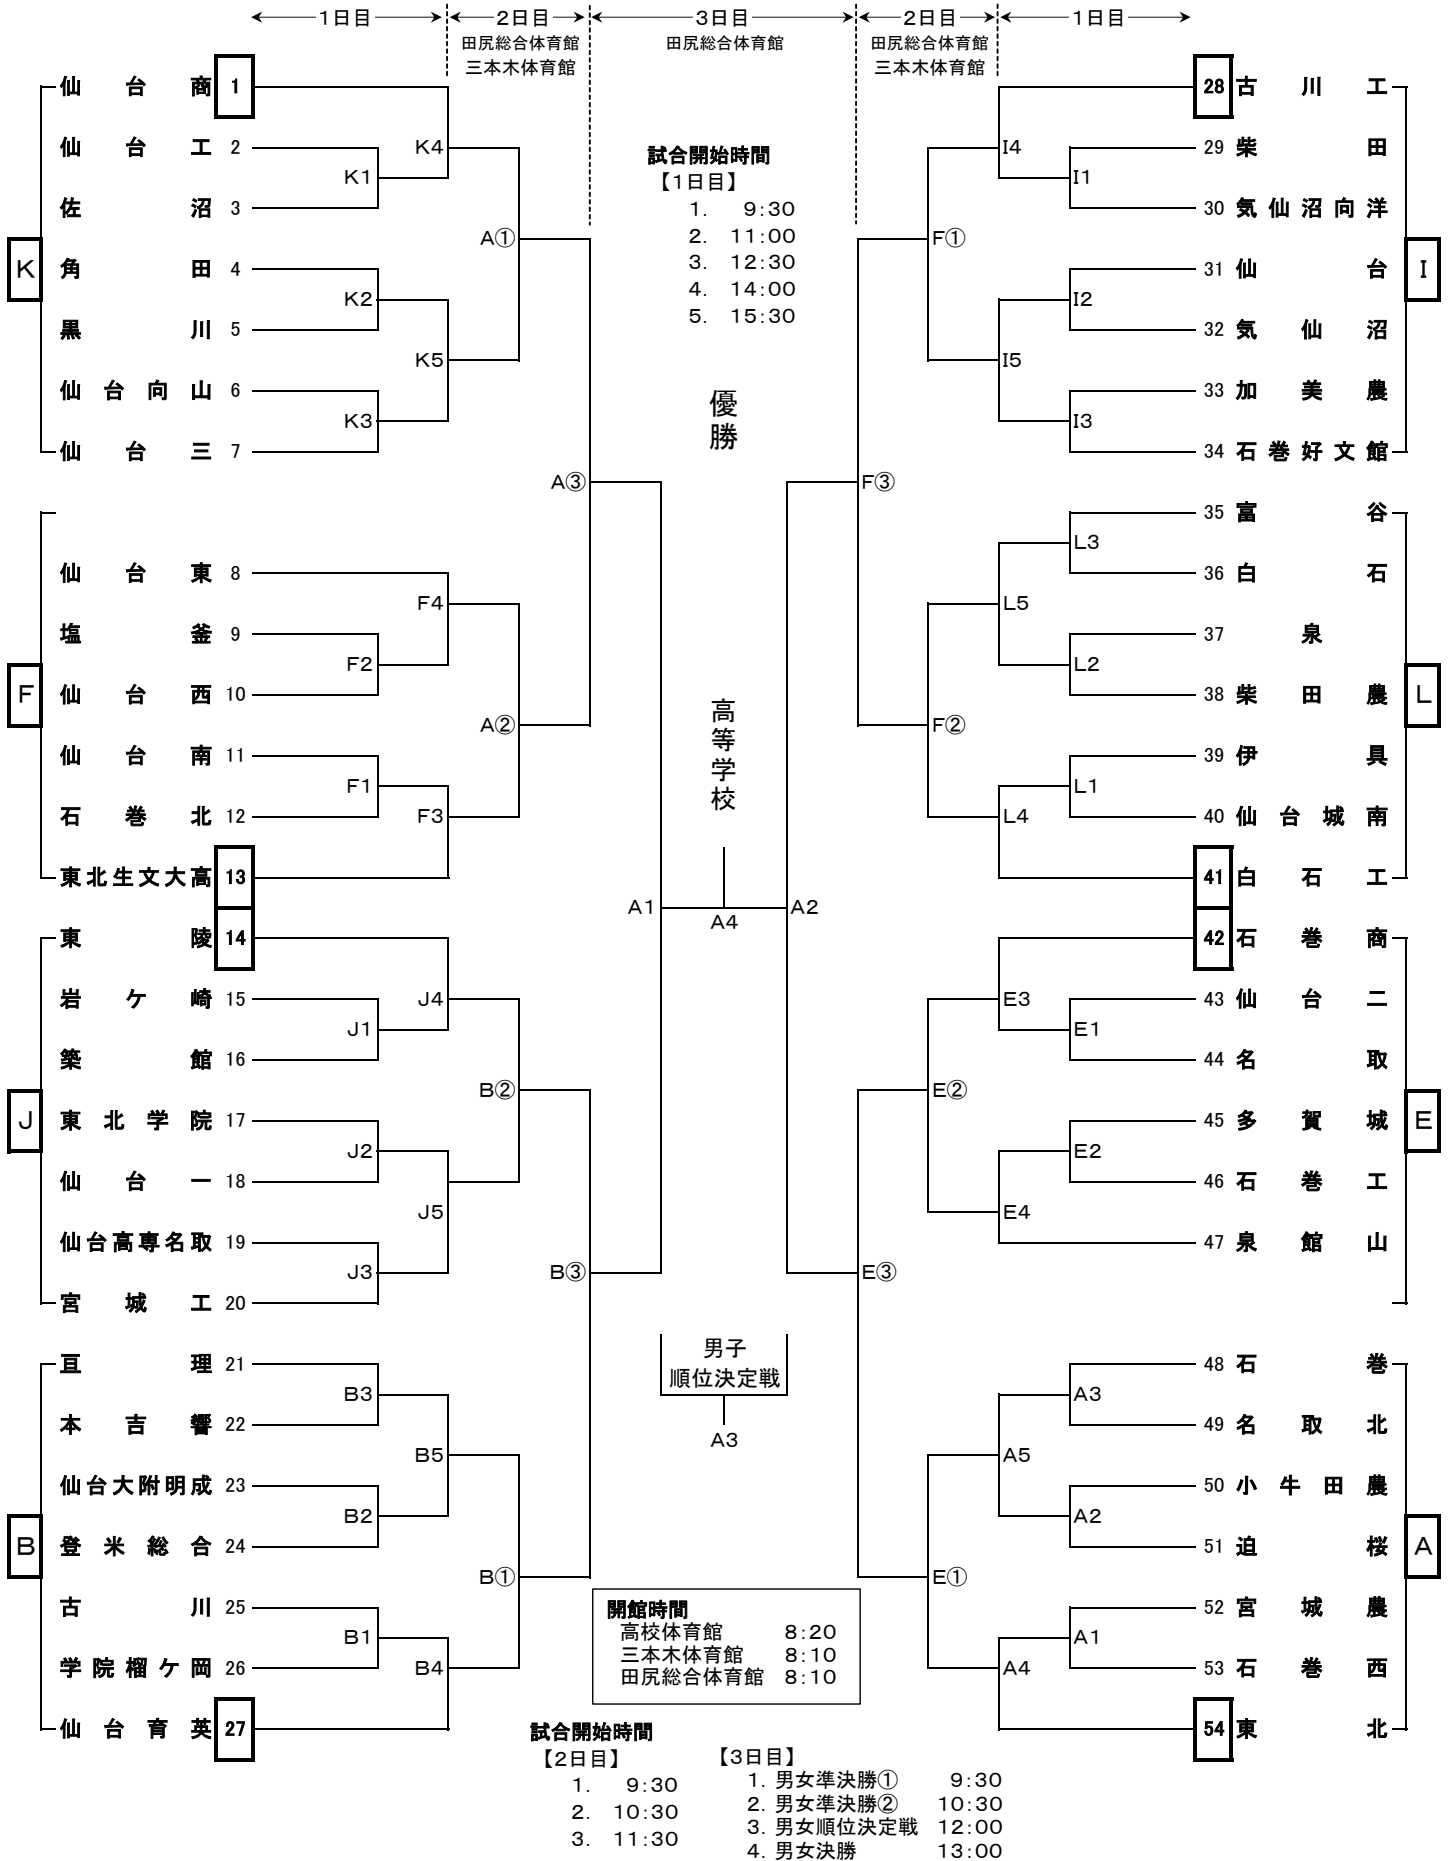 1日目 2日目 3日目 2日目 1日目
田尻総合体育館 田尻総合体育館 田尻総合体育館
三本木体育館 三本木体育館
仙台商 1
仙台工 2
佐沼 3
角田 4
黒川 5
仙台向山 6
仙台三 7
K
K1
K2
K3
K4
K5
A①
仙台東 8
塩釜 9
仙台西 10
仙台南 11
石巻北 12
東北生文大高 13
F
F2
F1
F4
F3
A②
A③
東陵 14
岩ケ崎 15
築館 16
東北学院 17
仙台一 18
仙台高専名取 19
宮城工 20
J
J1
J2
J3
J4
J5
B②
亘理 21
本吉響 22
仙台大附明成 23
登米総合 24
古川 25
学院榴ケ岡 26
仙台育英 27
B
B3
B2
B1
B5
B4
B①
B③
A1
試合開始時間
【1日目】
1. 9:30
2. 11:00
3. 12:30
4. 14:00
5. 15:30
優勝
高等学校
A4
男子
順位決定戦
A3
28 古川工
29 柴田
30 気仙沼向洋
31 仙台
32 気仙沼
33 加美農
34 石巻好文館
I
I4
I1
I2
I5
I3
F①
35 富谷
36 白石
37 泉
38 柴田農
39 伊具
40 仙台城南
41 白石工
L
L3
L5
L2
L1
L4
F②
F③
A2
42 石巻商
43 仙台二
44 名取
45 多賀城
46 石巻工
47 泉館山
E
E3
E1
E2
E4
E②
48 石巻
49 名取北
50 小牛田農
51 迫桜
52 宮城農
53 石巻西
54 東北
A
A3
A5
A2
A1
A4
E①
E③
開館時間
高校体育館 8:20
三本木体育館 8:10
田尻総合体育館 8:10
試合開始時間
【2日目】
1. 9:30
2. 10:30
3. 11:30
【3日目】
1. 男女準決勝① 9:30
2. 男女準決勝② 10:30
3. 男女順位決定戦 12:00
4. 男女決勝 13:00